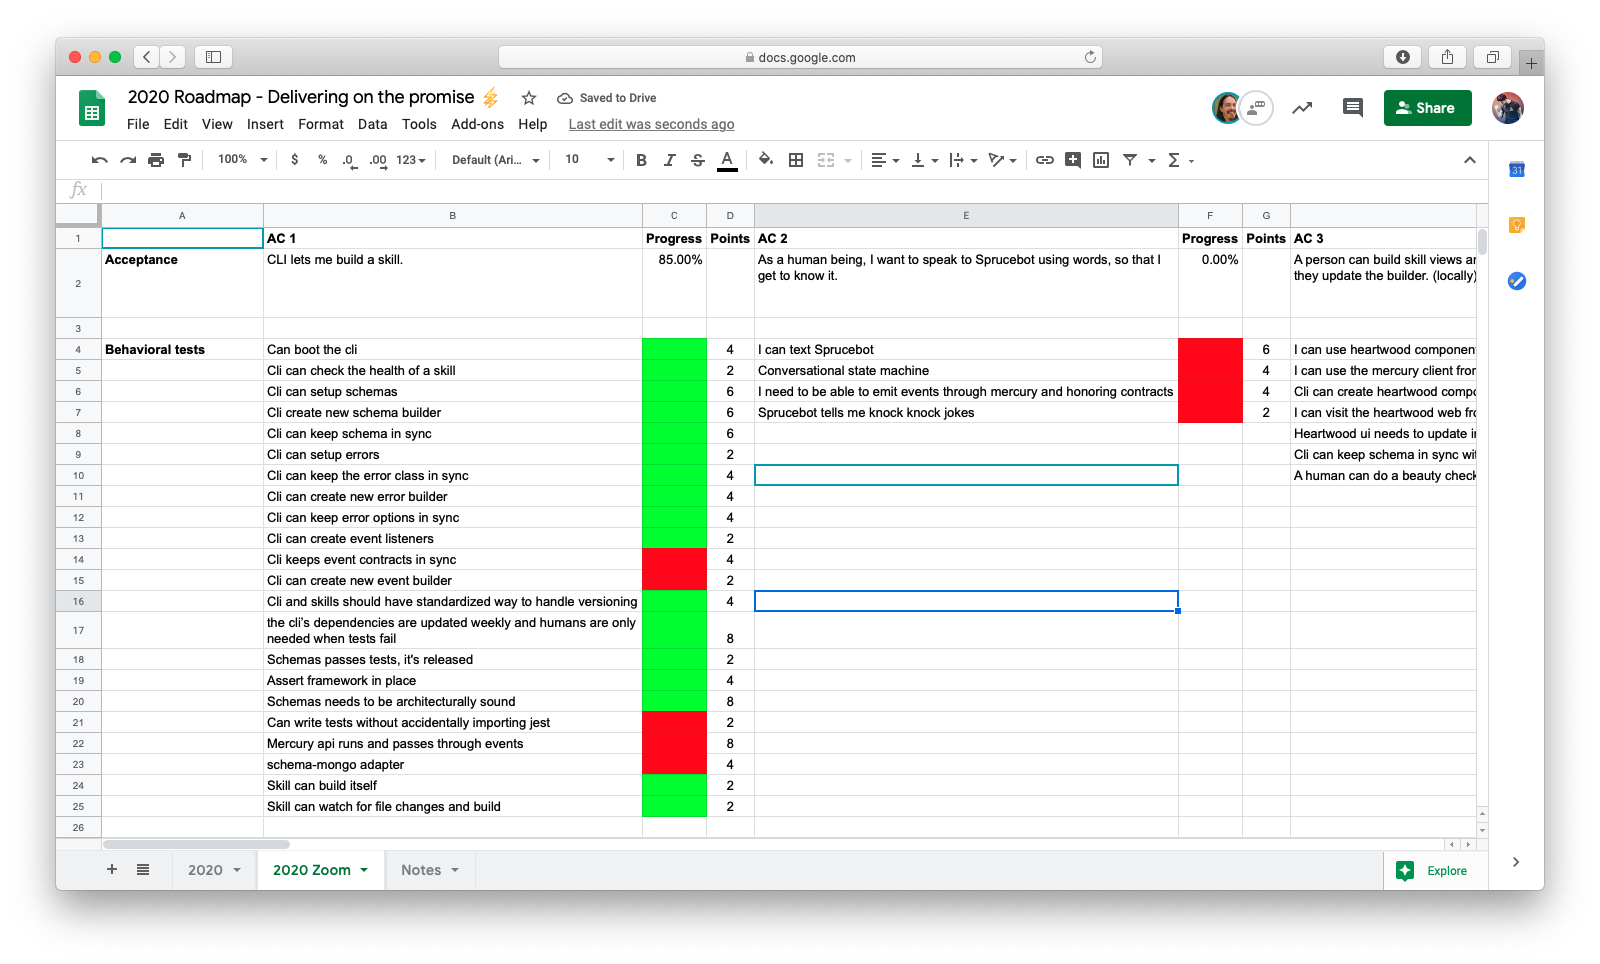 docs.google.com
2020 Roadmap - Delivering on the promise ⚡
Saved to Drive
File Edit View Insert Format Data Tools Add-ons Help Last edit was seconds ago
Share
100% $ % .0 .00 123 Default (Ari... 10 B I S A Σ
31
fx
A B C D E F G
1 AC 1 Progress Points AC 2 Progress Points AC 3
2 Acceptance CLI lets me build a skill. 85.00% As a human being, I want to speak to Sprucebot using words, so that I 0.00% A person can build skill views ar
get to know it. they update the builder. (locally)
3
4 Behavioral tests Can boot the cli 4 I can text Sprucebot 6 I can use heartwood component
5 Cli can check the health of a skill 2 Conversational state machine 4 I can use the mercury client fror
6 Cli can setup schemas 6 I need to be able to emit events through mercury and honoring contracts 4 Cli can create heartwood compo
7 Cli create new schema builder 6 Sprucebot tells me knock knock jokes 2 I can visit the heartwood web fro
8 Cli can keep schema in sync 6 Heartwood ui needs to update i
9 Cli can setup errors 2 Cli can keep schema in sync wit
10 Cli can keep the error class in sync 4 A human can do a beauty check
11 Cli can create new error builder 4
12 Cli can keep error options in sync 4
13 Cli can create event listeners 2
14 Cli keeps event contracts in sync 4
15 Cli can create new event builder 2
16 Cli and skills should have standardized way to handle versioning 4
17 the cli's dependencies are updated weekly and humans are only
needed when tests fail 8
18 Schemas passes tests, it's released 2
19 Assert framework in place 4
20 Schemas needs to be architecturally sound 8
21 Can write tests without accidentally importing jest 2
22 Mercury api runs and passes through events 8
23 schema-mongo adapter 4
24 Skill can build itself 2
25 Skill can watch for file changes and build 2
26
2020 2020 Zoom Notes Explore